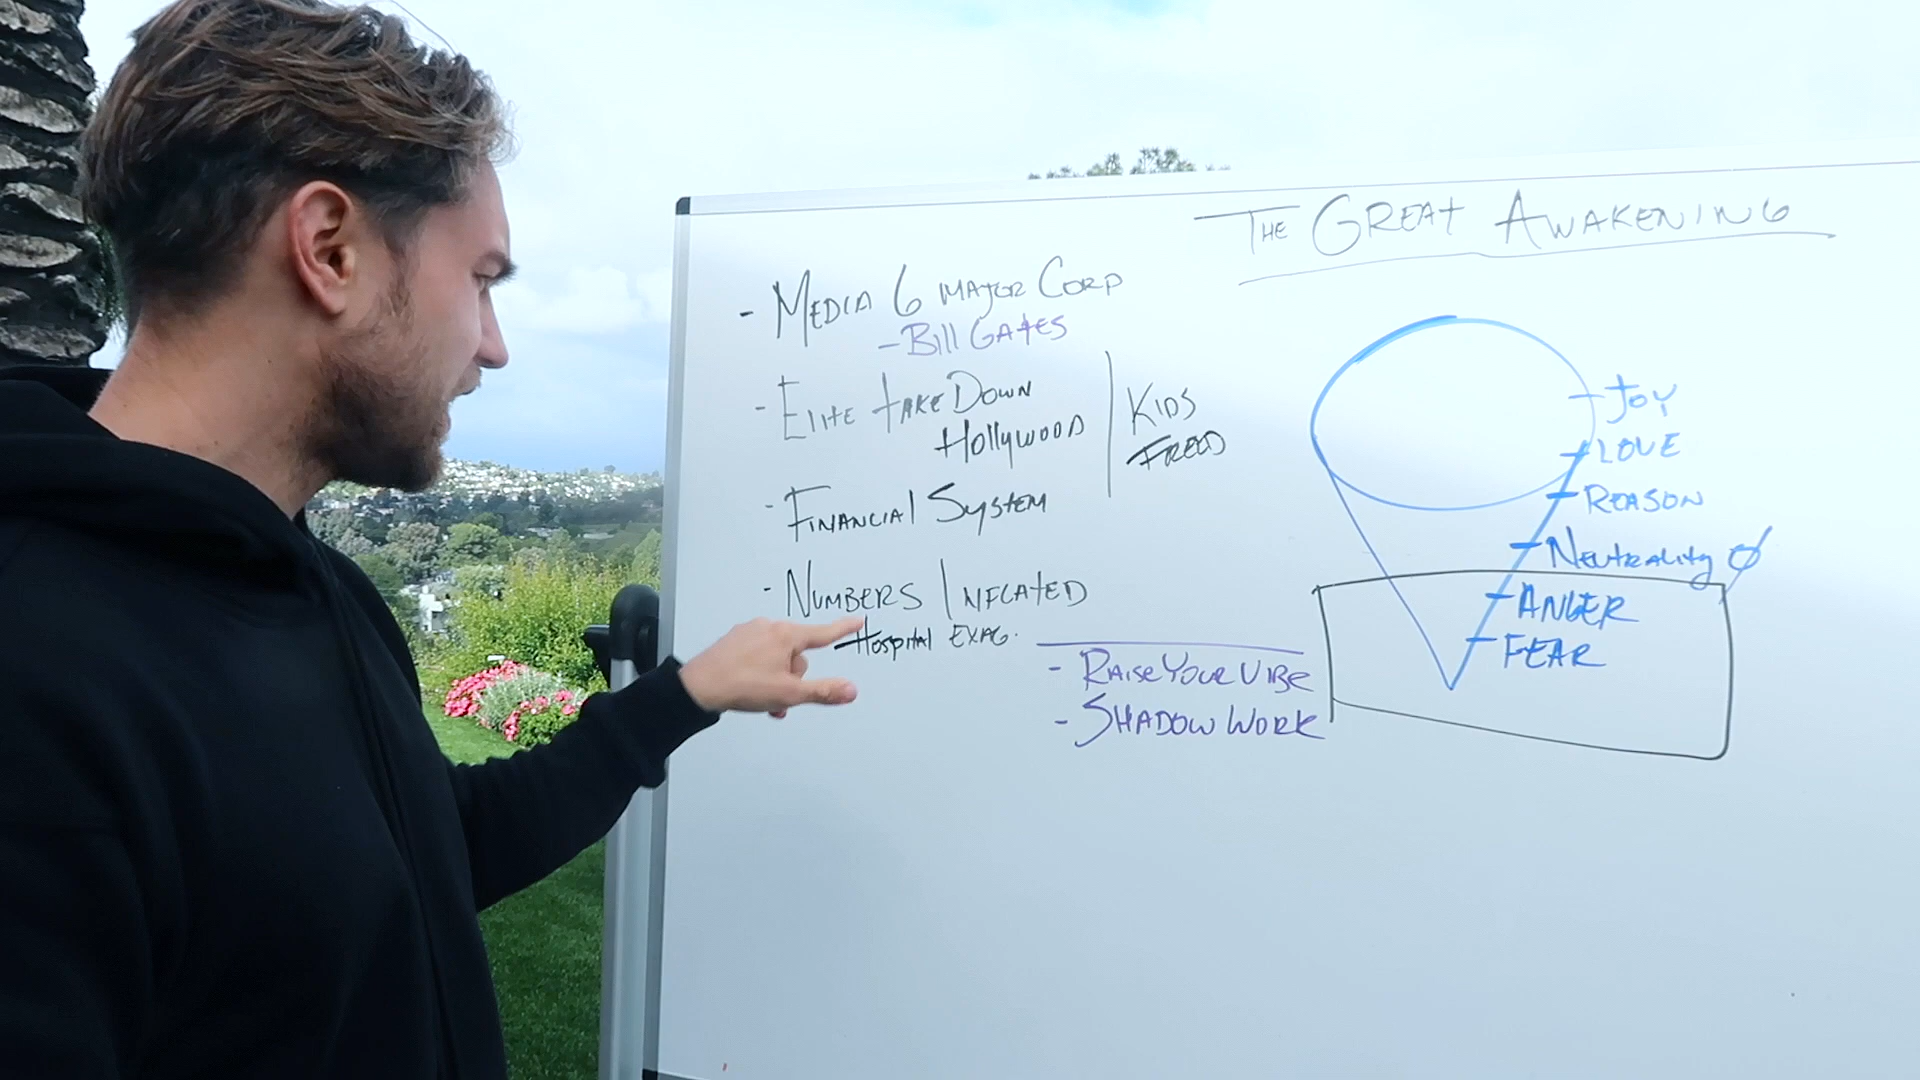 THE GREAT AWAKENING
- MEDIA 6 MAJOR CORP
- Bill GATES
- ELITE TAKE DOWN
HollYWOOD
KIDS
FREED
- FINANCIAL SYSTEM
- NUMBERS INFLATED
Hospital EXAG.
- RAISE YOUR VIBE
- SHADOW WORK
JOY
LOVE
REASON
NEUTRALITY Ø
ANGER
FEAR